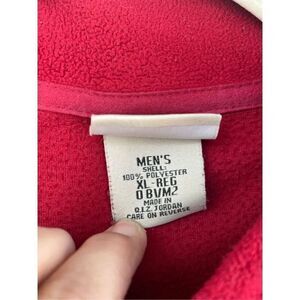 MEN'S
SHELL:
100% POLYESTER
XL-REG
0BVM2
MADE IN
Q.I.Z. JORDAN
CARE ON REVERSE